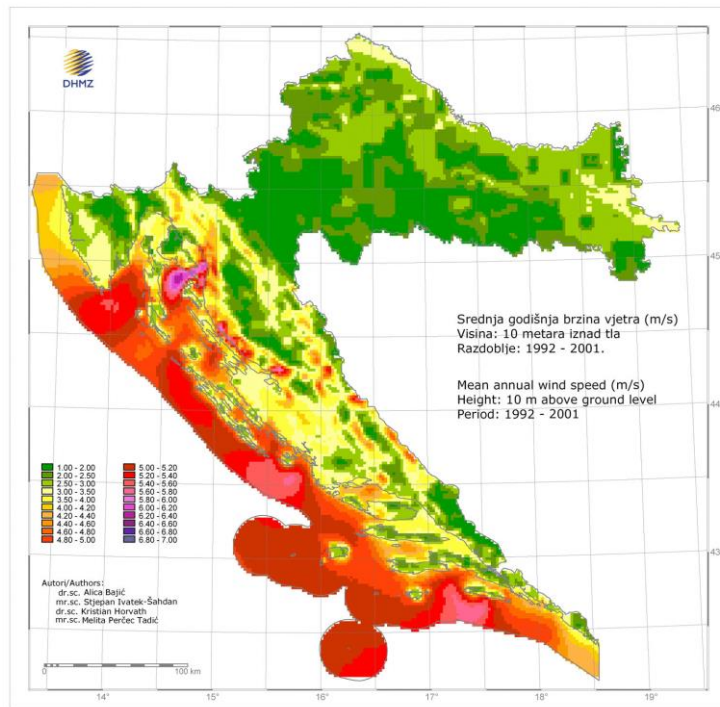 DHMZ
46
45
Srednja godišnja brzina vjetra (m/s)
Visina: 10 metara iznad tla
Razdoblje: 1992 - 2001.
Mean annual wind speed (m/s)
Height: 10 m above ground level
Period: 1992 - 2001
44
1.00 - 2.00
2.00 - 2.50
2.50 - 3.00
3.00 - 3.50
3.50 - 4.00
4.00 - 4.20
4.20 - 4.40
4.40 - 4.60
4.60 - 4.80
4.80 - 5.00
5.00 - 5.20
5.20 - 5.40
5.40 - 5.60
5.60 - 5.80
5.80 - 6.00
6.00 - 6.20
6.20 - 6.40
6.40 - 6.60
6.60 - 6.80
6.80 - 7.00
43
Autori/Authors:
dr.sc. Alica Bajić
mr.sc. Stjepan Ivatek-Šahdan
dr.sc. Kristian Horvath
mr.sc. Melita Perčec Tadić
0 100 km
14° 15° 16° 17° 18° 19°